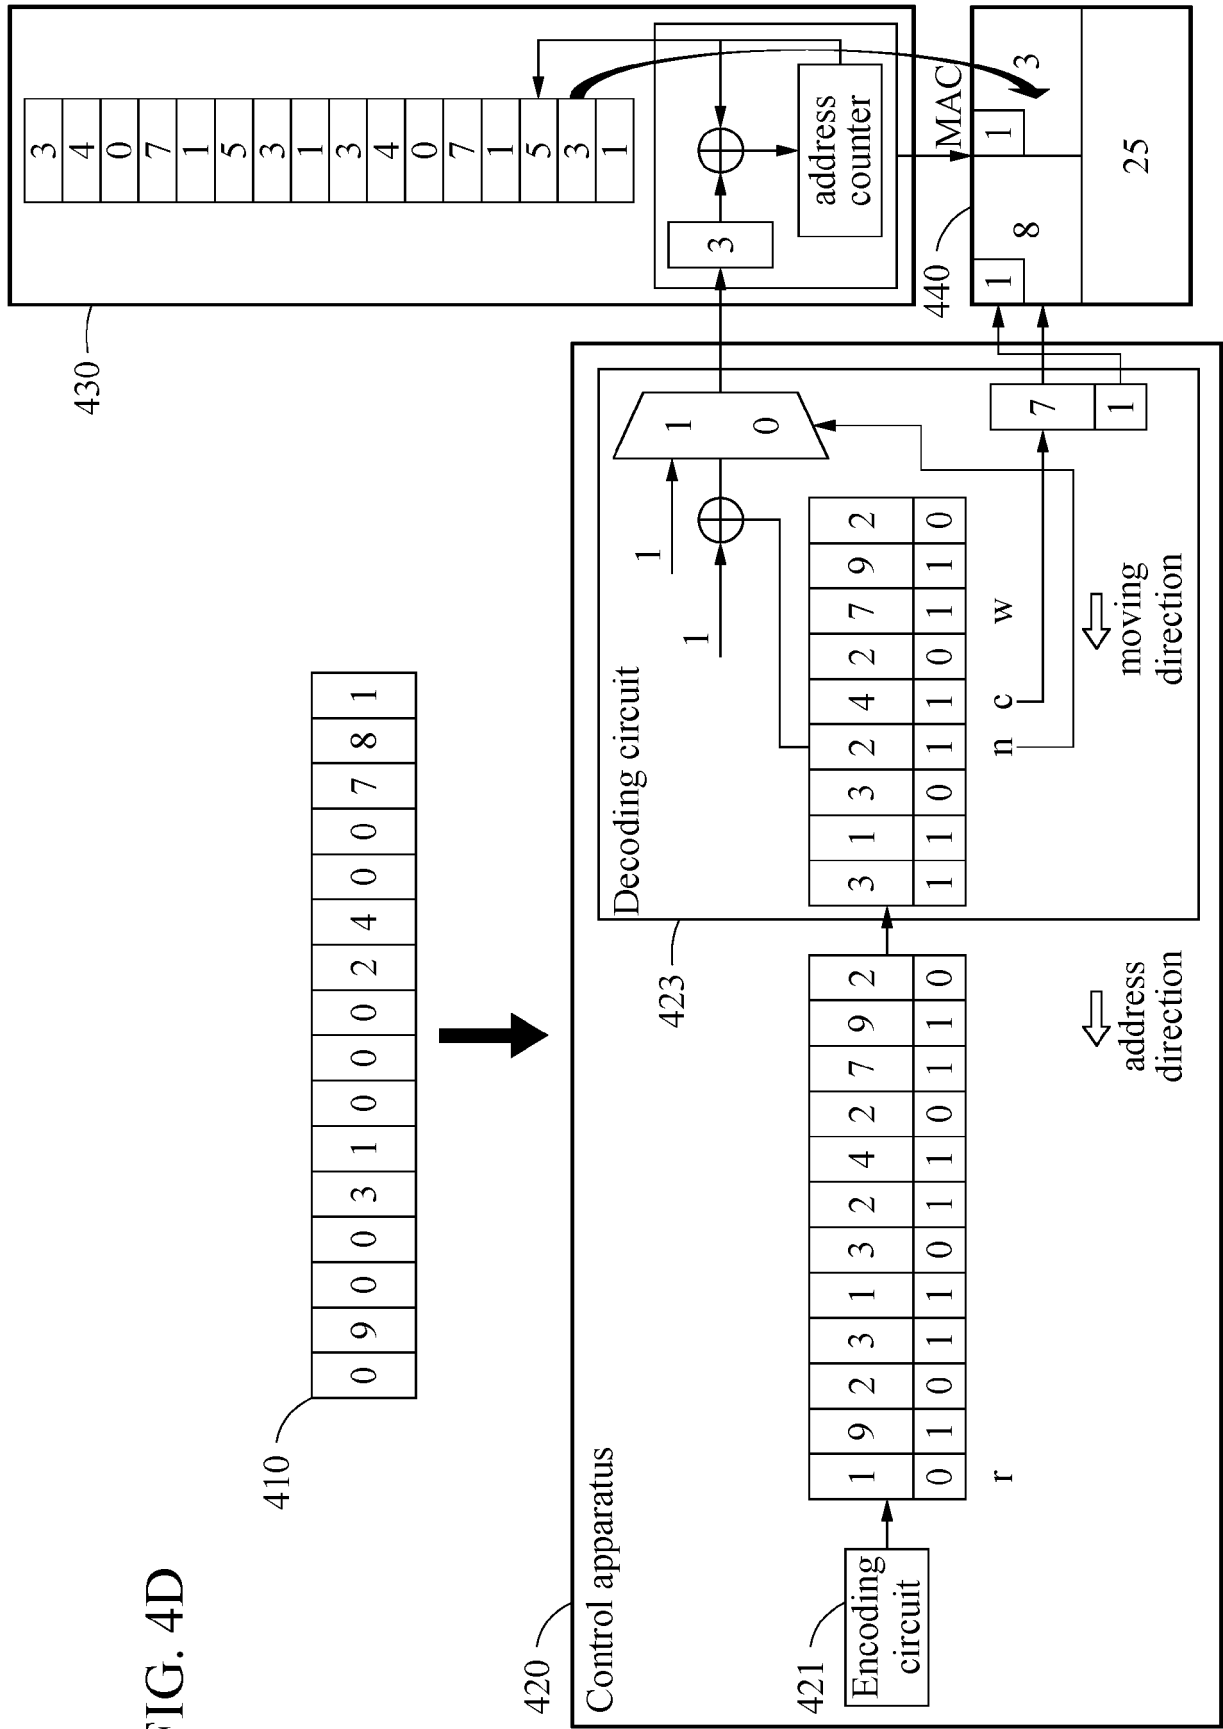 FIG. 4D
410
0 9 0 0 3 1 0 0 0 2 4 0 0 7 8 1
430
3
4
0
7
1
5
3
1
3
4
0
7
1
5
3
1
3
address
counter
420
Control apparatus
421
Encoding
circuit
1 9 2 3 1 3 2 4 2 7 9 2
0 1 0 1 1 0 1 1 0 1 1 0
r
address
direction
423
Decoding circuit
1
1
1
0
3 1 3 2 4 2 7 9 2
1 1 0 1 1 0 1 1 0
n c w
moving
direction
7
1
440
MAC
1
8
1
3
25